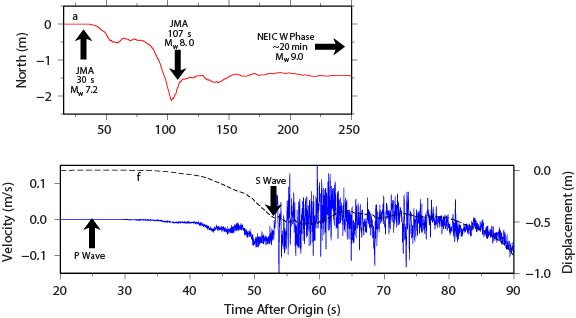 a
0
−1
−2
North (m)
JMA
30 s
Mw 7.2
JMA
107 s
Mw 8.0
NEIC W Phase
~20 min
Mw 9.0
50
100
150
200
250
f
0.1
0.0
−0.1
Velocity (m/s)
P Wave
S Wave
0.0
−0.5
−1.0
Displacement (m)
20
30
40
50
60
70
80
90
Time After Origin (s)